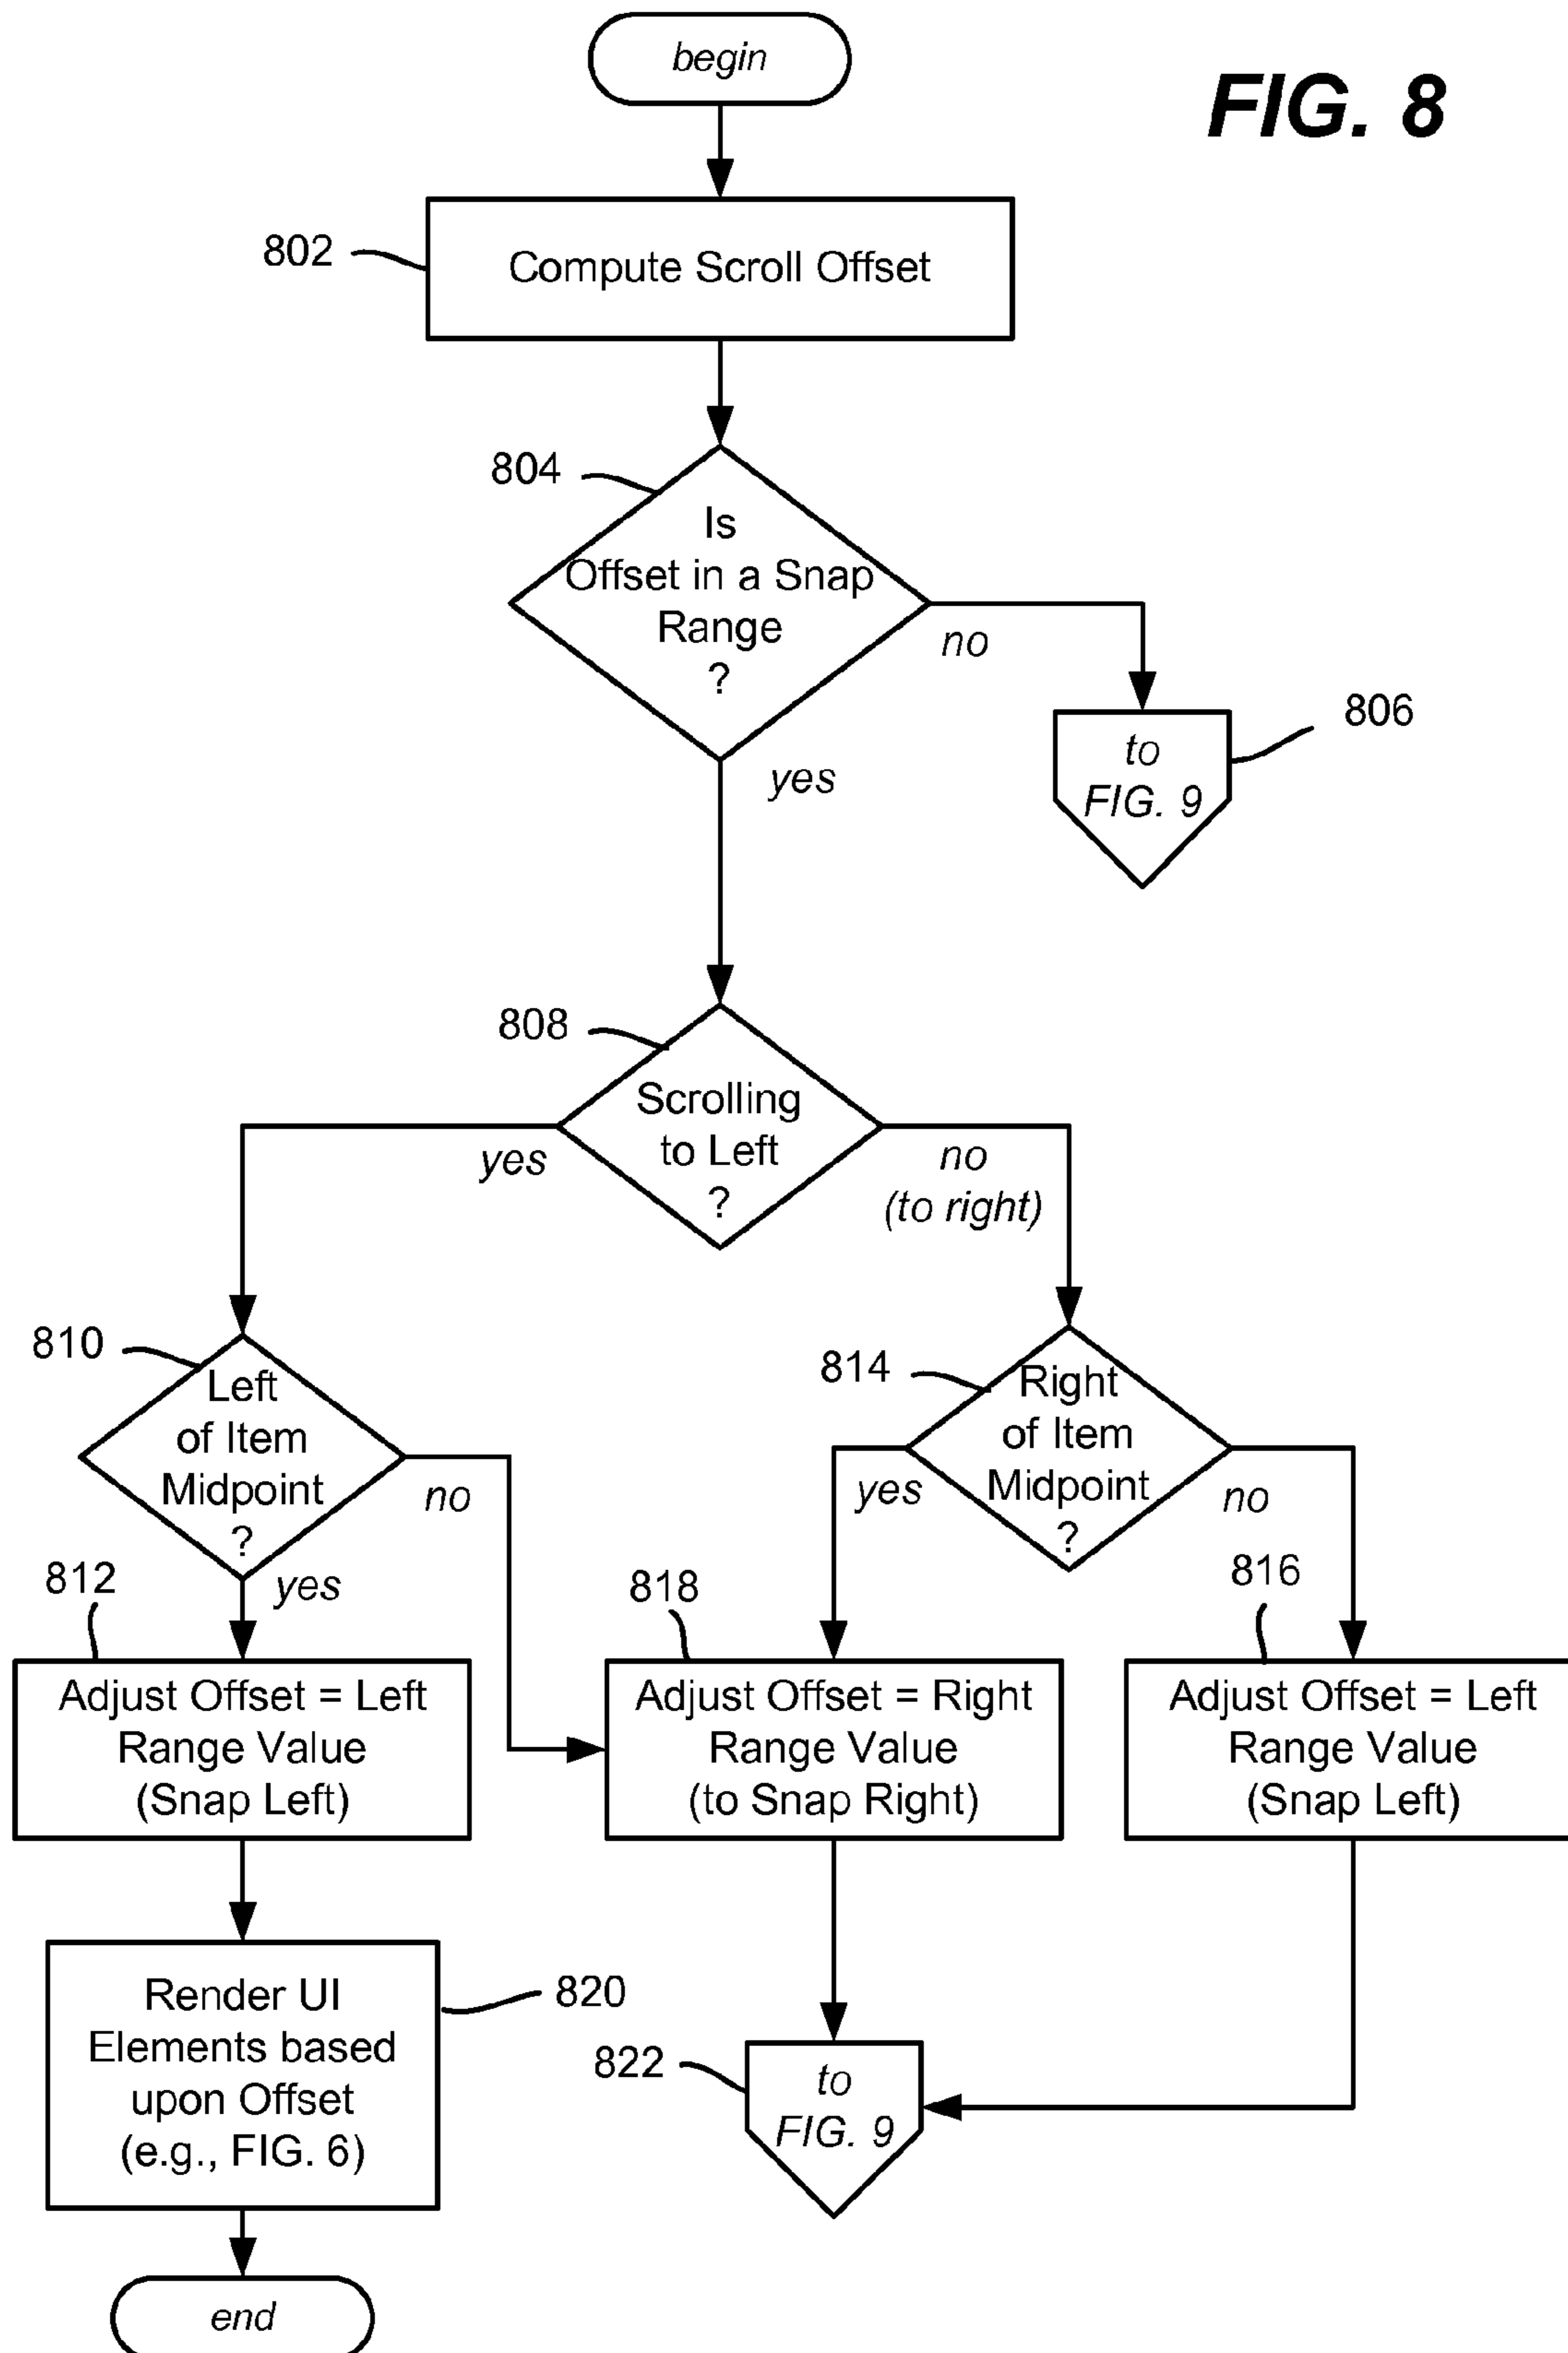 begin
FIG. 8
802
Compute Scroll Offset
804
Is
Offset in a Snap
Range
?
no
yes
806
to
FIG. 9
808
Scrolling
to Left
?
yes
no
(to right)
810
Left
of Item
Midpoint
?
no
yes
814
Right
of Item
Midpoint
?
yes
no
812
Adjust Offset = Left
Range Value
(Snap Left)
818
Adjust Offset = Right
Range Value
(to Snap Right)
816
Adjust Offset = Left
Range Value
(Snap Left)
Render UI
Elements based
upon Offset
(e.g., FIG. 6)
820
822
to
FIG. 9
end